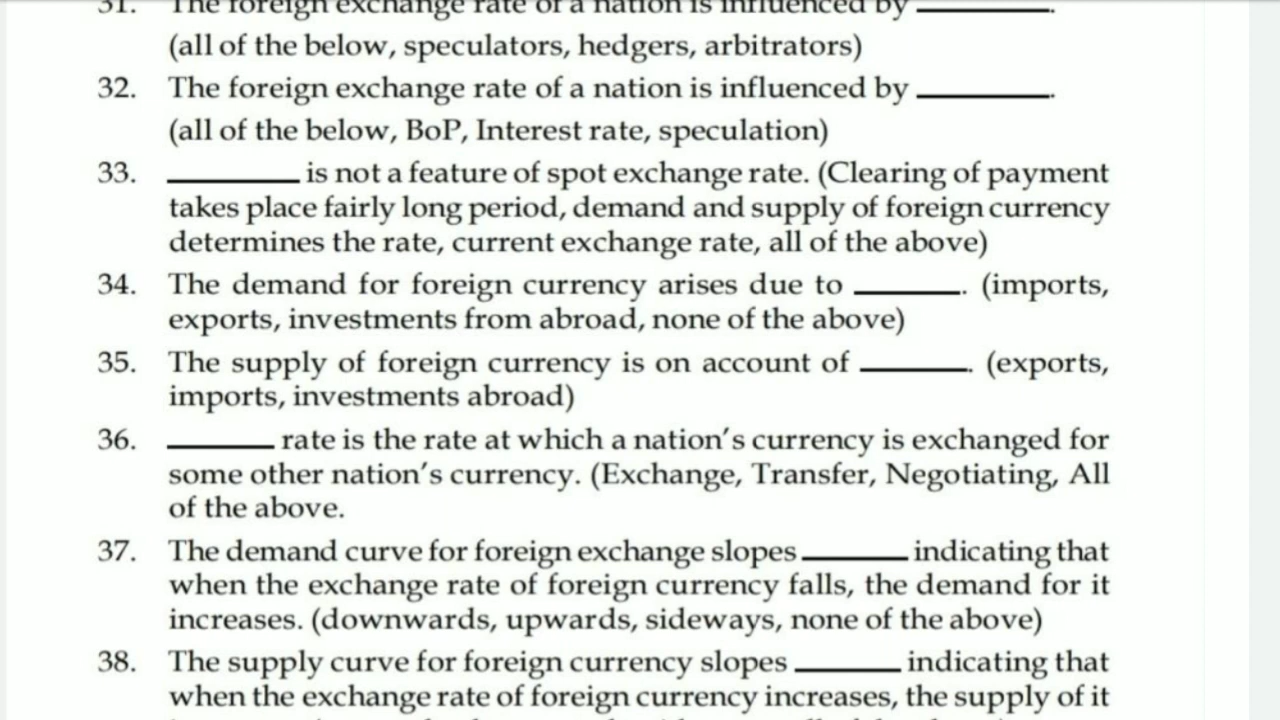 31. The foreign exchange rate of a nation is influenced by ________.
(all of the below, speculators, hedgers, arbitrators)
32. The foreign exchange rate of a nation is influenced by ________.
(all of the below, BoP, Interest rate, speculation)
33. ________ is not a feature of spot exchange rate. (Clearing of payment
takes place fairly long period, demand and supply of foreign currency
determines the rate, current exchange rate, all of the above)
34. The demand for foreign currency arises due to ________. (imports,
exports, investments from abroad, none of the above)
35. The supply of foreign currency is on account of ________. (exports,
imports, investments abroad)
36. ________ rate is the rate at which a nation’s currency is exchanged for
some other nation’s currency. (Exchange, Transfer, Negotiating, All
of the above.
37. The demand curve for foreign exchange slopes ________ indicating that
when the exchange rate of foreign currency falls, the demand for it
increases. (downwards, upwards, sideways, none of the above)
38. The supply curve for foreign currency slopes ________ indicating that
when the exchange rate of foreign currency increases, the supply of it